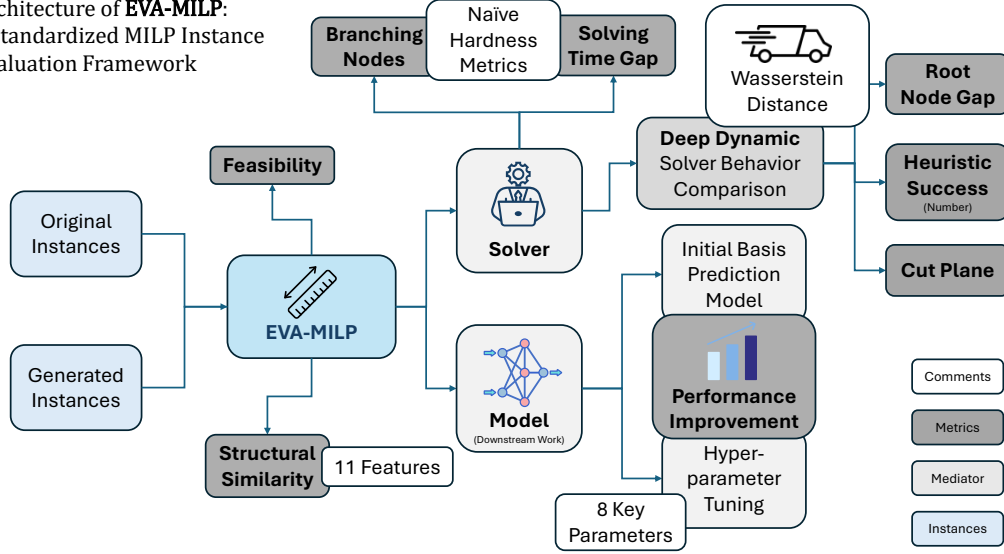 chitecture of EVA-MILP:
tandardized MILP Instance
aluation Framework
Branching
Nodes
Naïve
Hardness
Metrics
Solving
Time Gap
Wasserstein
Distance
Root
Node Gap
Feasibility
Deep Dynamic
Solver Behavior
Comparison
Heuristic
Success
(Number)
Original
Instances
Solver
Cut Plane
Initial Basis
Prediction
Model
EVA-MILP
Generated
Instances
Model
(Downstream Work)
Performance
Improvement
Structural
Similarity
11 Features
Hyper-
parameter
Tuning
8 Key
Parameters
Comments
Metrics
Mediator
Instances